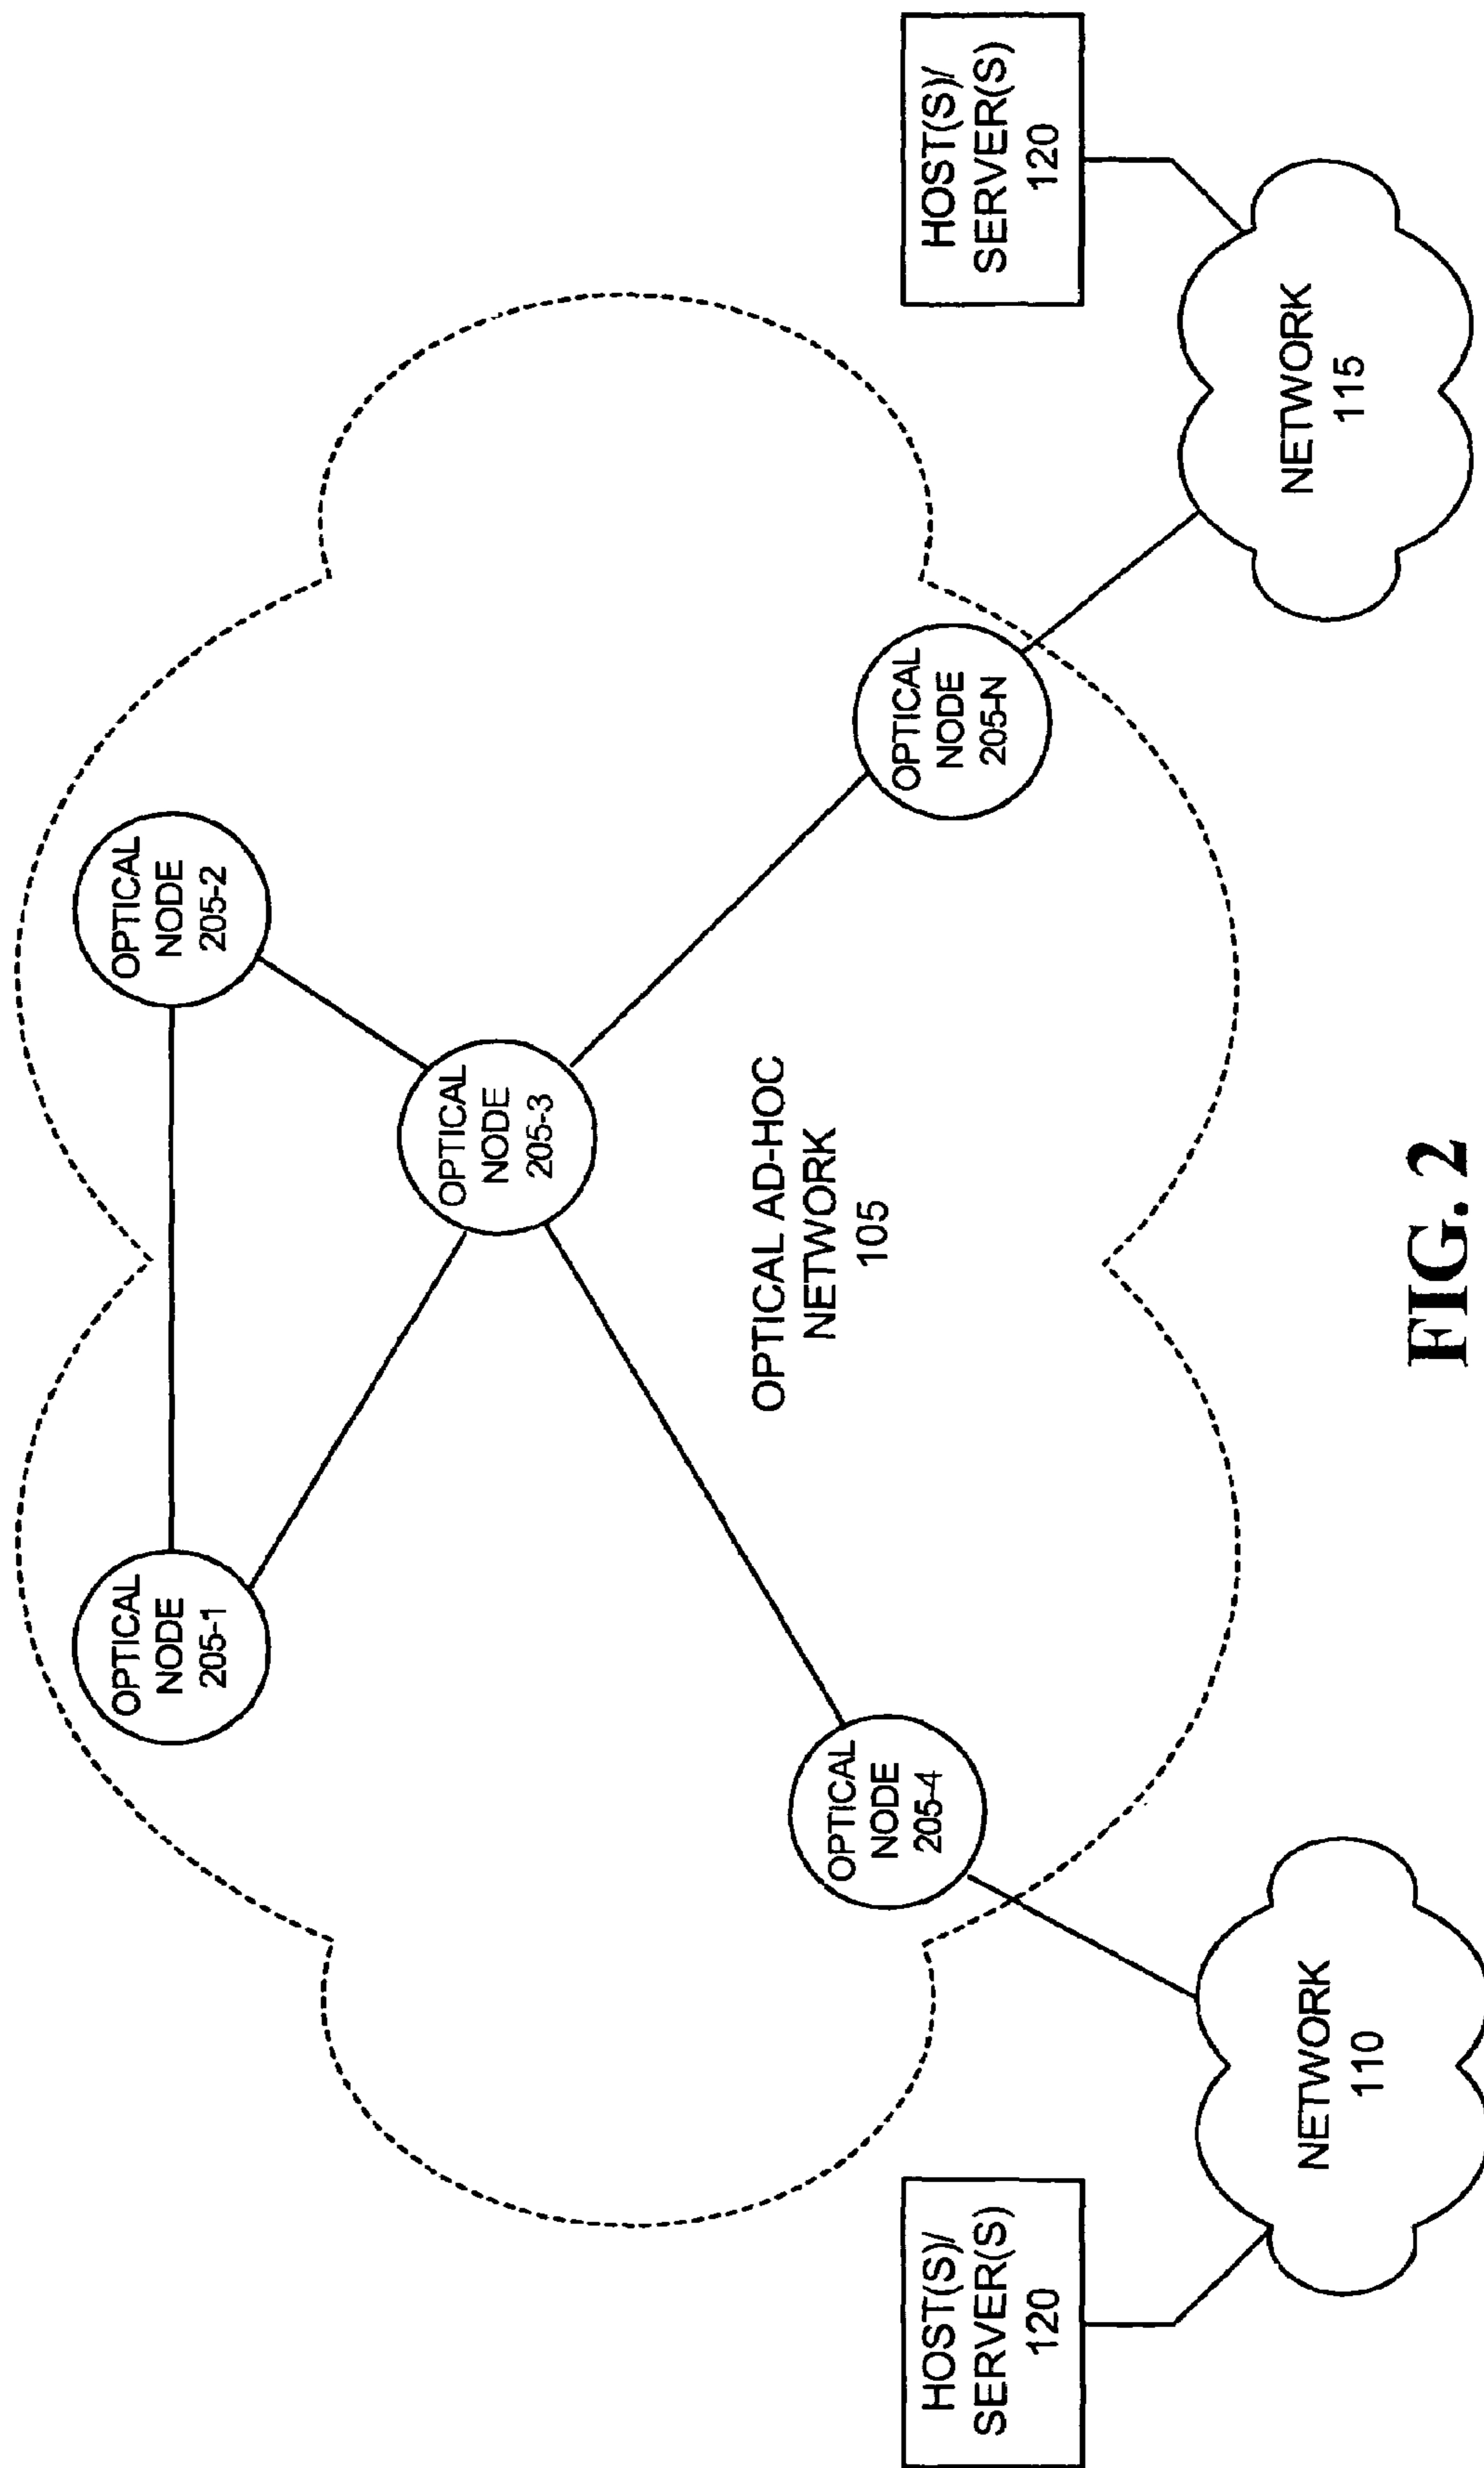 OPTICAL
NODE
205-1
OPTICAL
NODE
205-2
OPTICAL
NODE
205-3
OPTICAL
NODE
205-4
OPTICAL
NODE
205-N
OPTICAL AD-HOC
NETWORK
105
HOST(S)/
SERVER(S)
120
HOST(S)/
SERVER(S)
120
NETWORK
110
NETWORK
115
FIG. 2